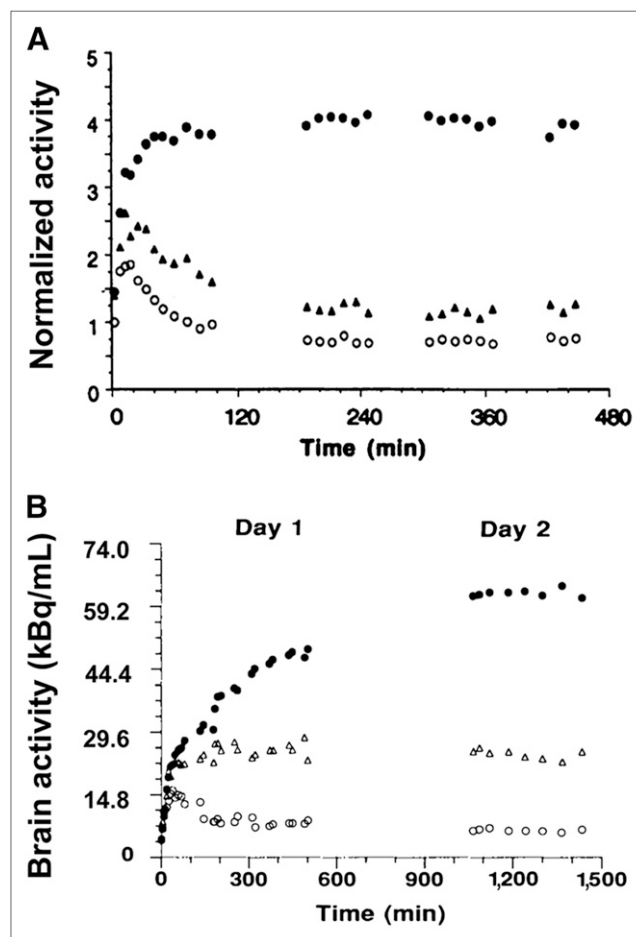 A
Normalized activity
5
4
3
2
1
0
0 120 240 360 480
Time (min)
B
Day 1 Day 2
Brain activity (kBq/mL)
74.0
59.2
44.4
29.6
14.8
0
0 300 600 900 1,200 1,500
Time (min)